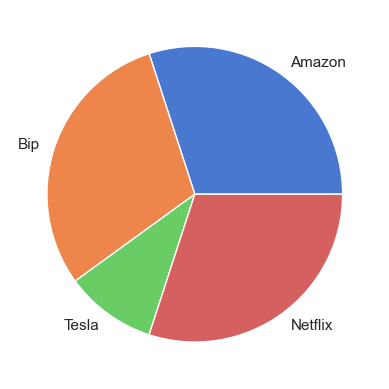 Amazon
Bip
Tesla
Netflix